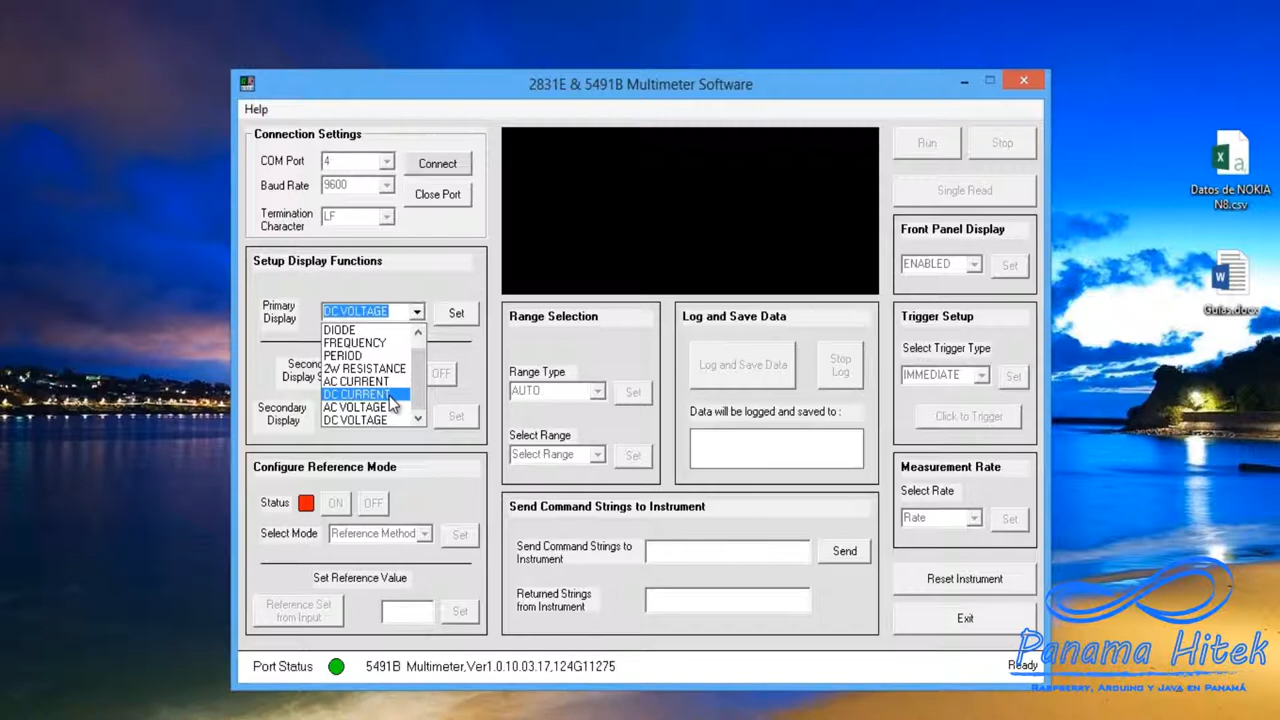 2831E & 5491B Multimeter Software
Help
Connection Settings
COM Port
4
Connect
Baud Rate
9600
Close Port
Termination
Character
LF
Setup Display Functions
Primary
Display
DC VOLTAGE
Set
DIODE
FREQUENCY
PERIOD
2w RESISTANCE
AC CURRENT
DC CURRENT
AC VOLTAGE
DC VOLTAGE
Display
OFF
Secondary
Display
Set
Configure Reference Mode
Status
ON
OFF
Select Mode
Reference Method
Set
Set Reference Value
Reference Set
from Input
Set
Range Selection
Range Type
AUTO
Set
Select Range
Select Range
Set
Log and Save Data
Log and Save Data
Stop
Log
Data will be logged and saved to :
Send Command Strings to Instrument
Send Command Strings to
Instrument
Send
Returned Strings
from Instrument
Run
Stop
Single Read
Front Panel Display
ENABLED
Set
Trigger Setup
Select Trigger Type
IMMEDIATE
Set
Click to Trigger
Measurement Rate
Select Rate
Rate
Set
Reset Instrument
Exit
Port Status
5491B Multimeter,Ver1.0.10.03.17,124G11275
Ready
Datos de NOKIA
N8.csv
Guías.docx
Panama Hitek
Raspberry, Arduino y Java en Panamá